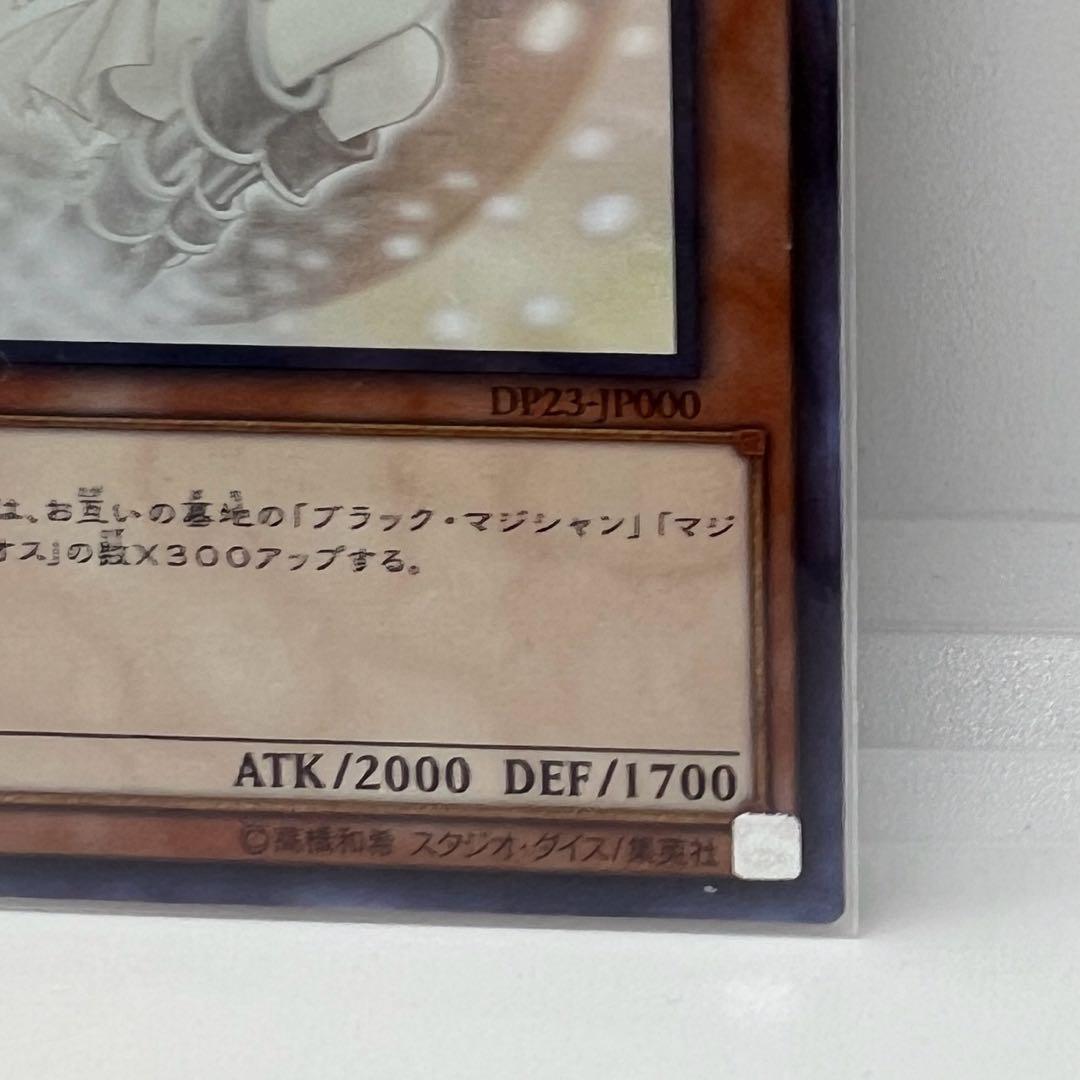 DP23-JP000
は、お互いの墓地の「ブラック・マジシャン」「マジ
オス」の数×300アップする。
ATK/2000 DEF/1700
©高橋和希 スタジオ・ダイス/集英社